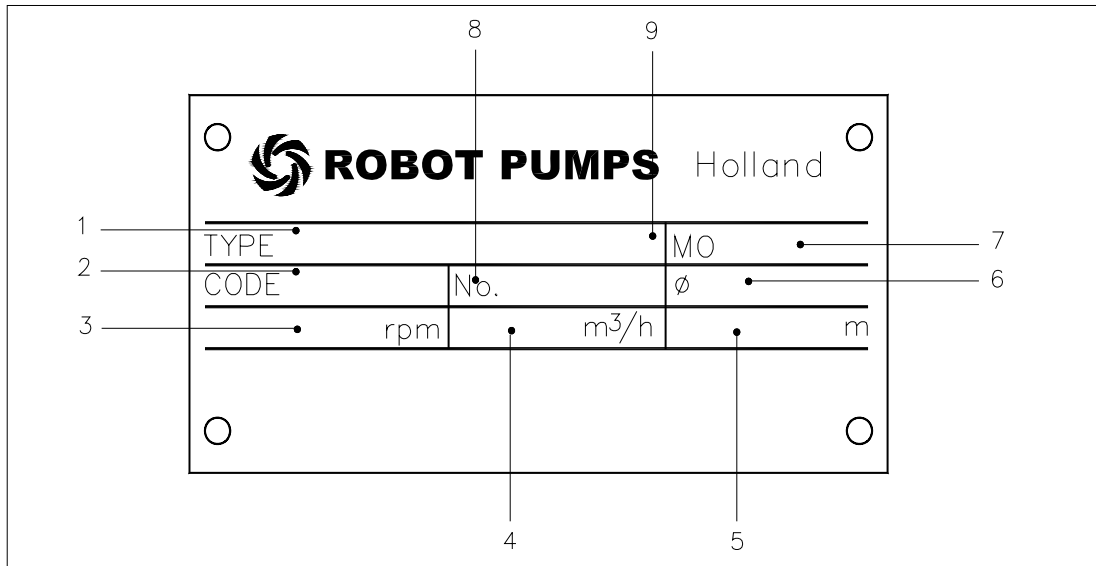 8 9
ROBOT PUMPS Holland
1 TYPE MO 7
2 CODE No. ø 6
3 rpm m³/h m
4 5